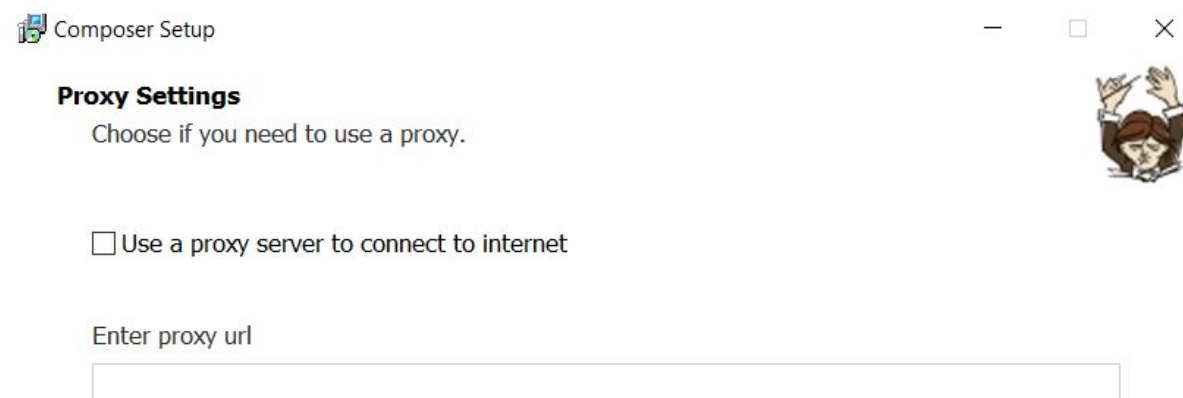 Composer Setup
Proxy Settings
Choose if you need to use a proxy.
Use a proxy server to connect to internet
Enter proxy url